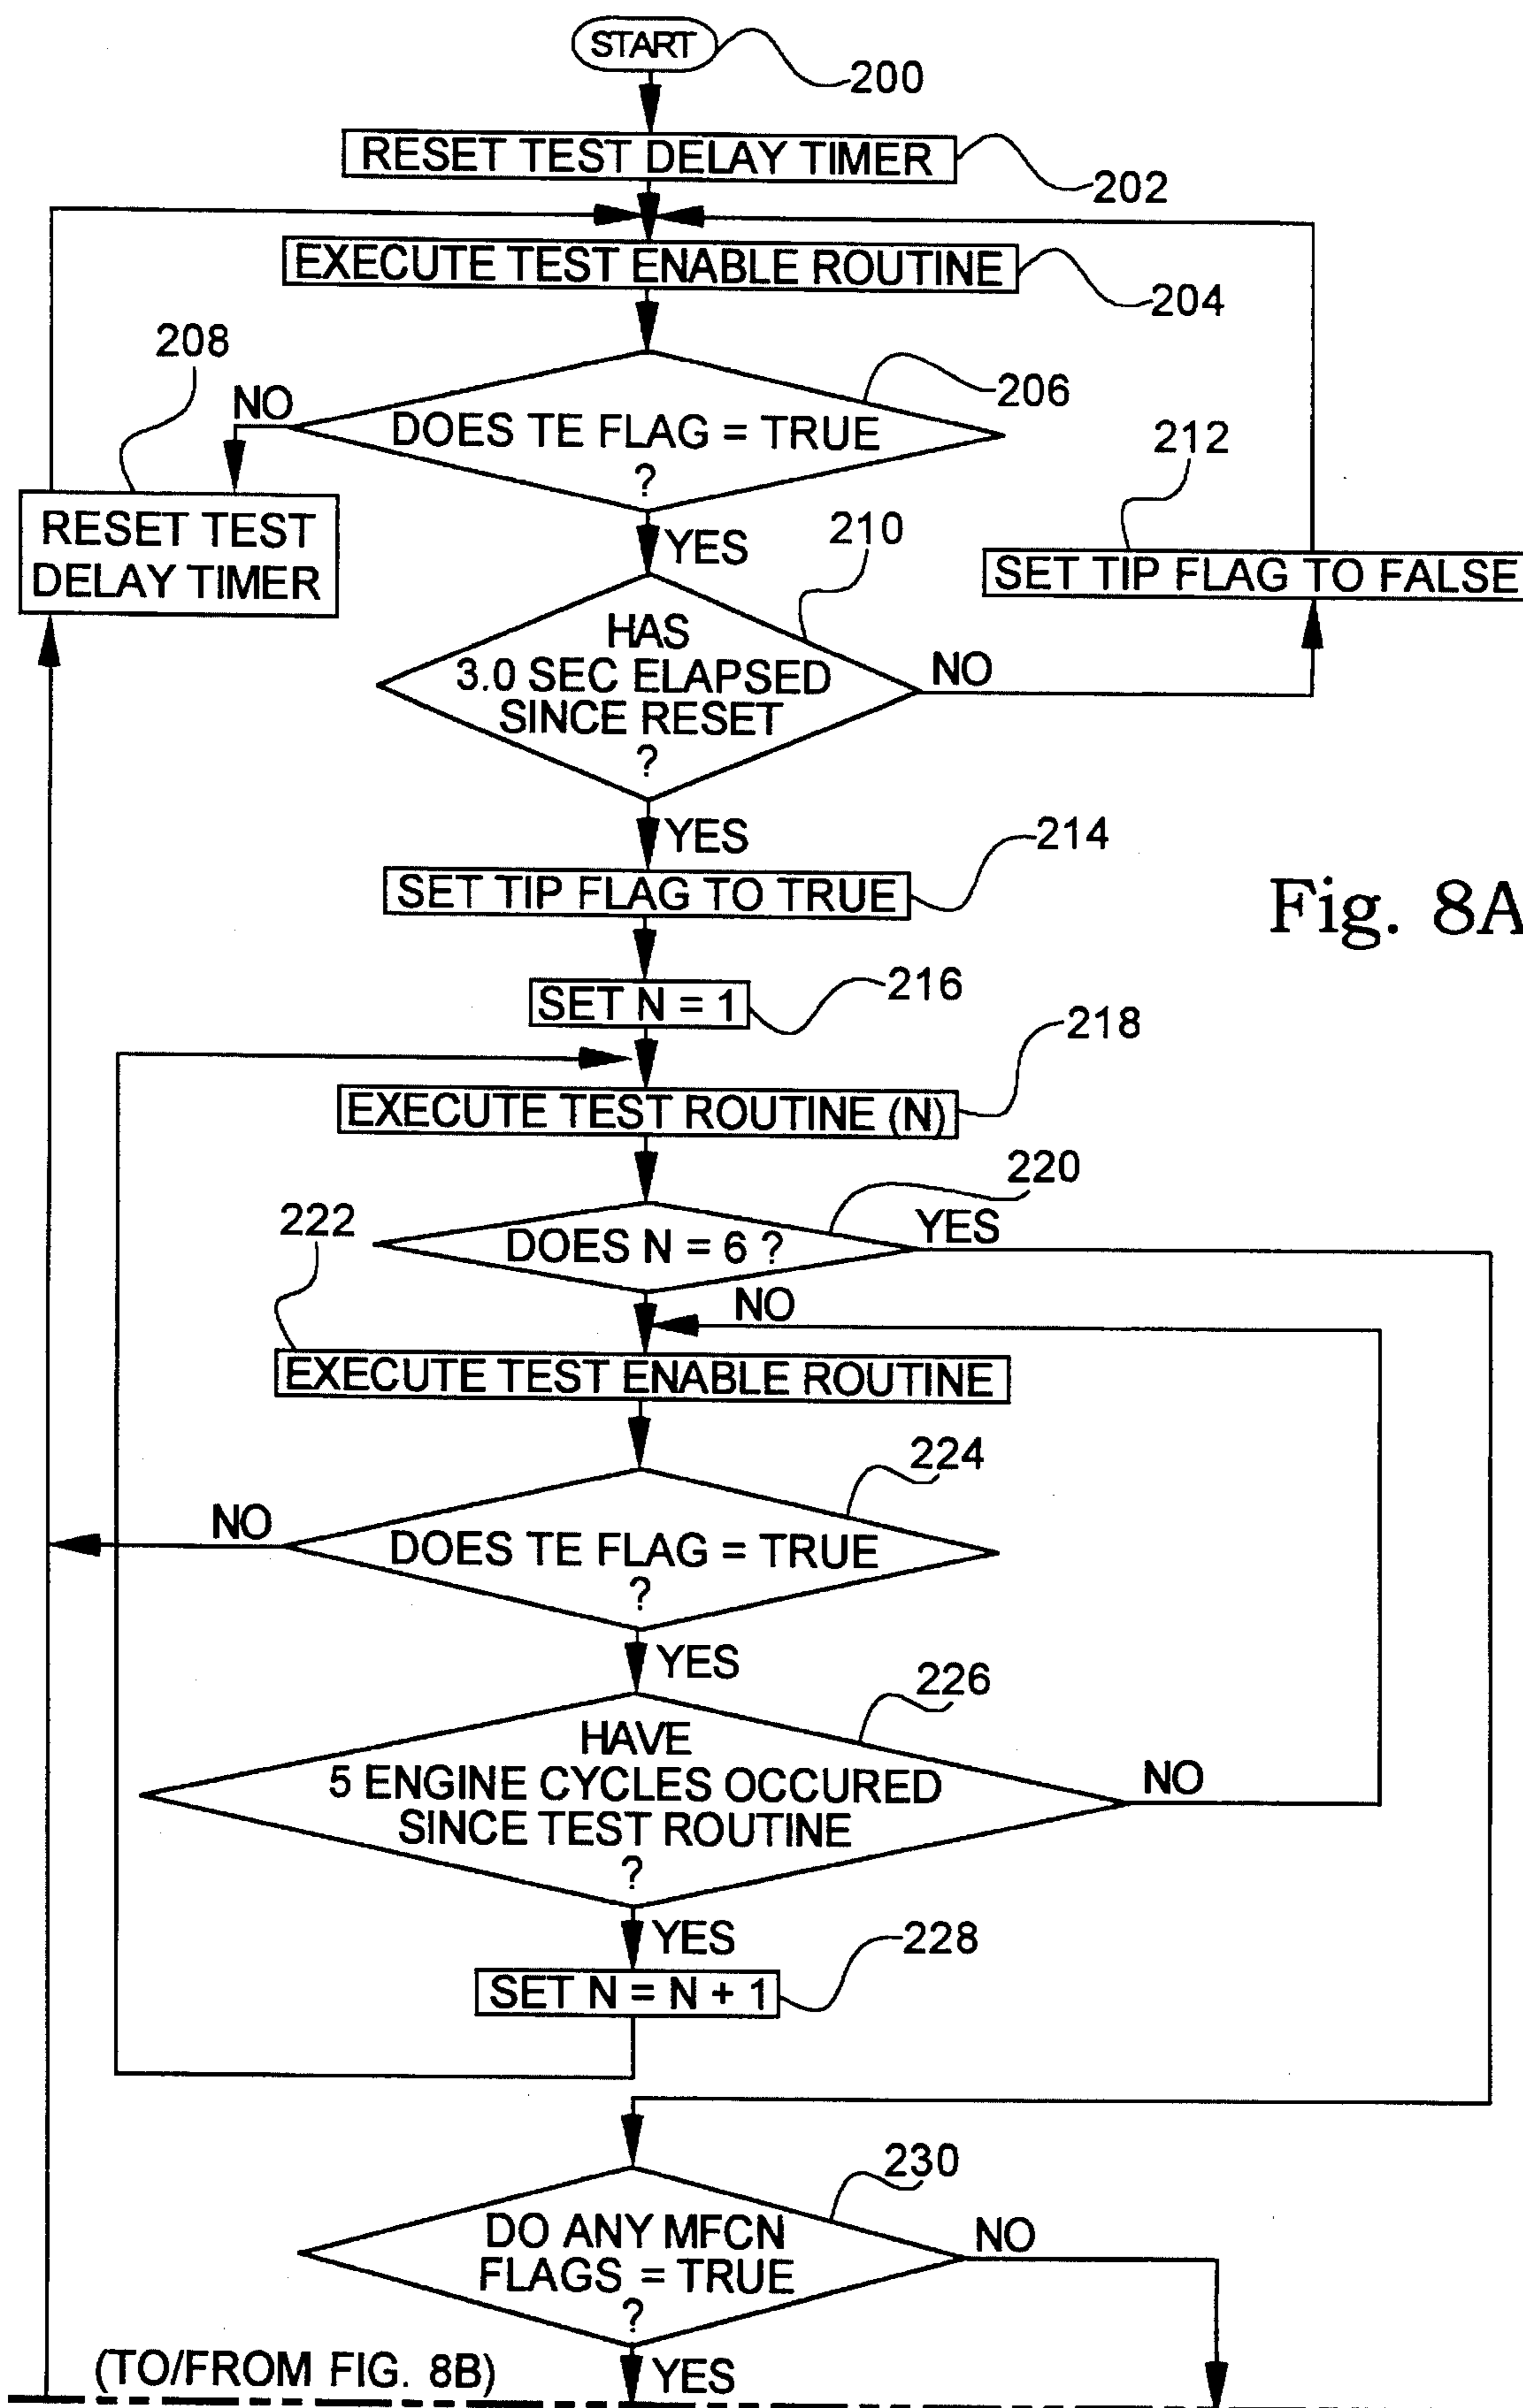 START
200
RESET TEST DELAY TIMER
202
EXECUTE TEST ENABLE ROUTINE
204
208
NO
DOES TE FLAG = TRUE
?
206
212
RESET TEST
DELAY TIMER
YES
210
SET TIP FLAG TO FALSE
HAS
3.0 SEC ELAPSED
SINCE RESET
?
NO
YES
214
SET TIP FLAG TO TRUE
Fig. 8A
SET N = 1
216
218
EXECUTE TEST ROUTINE (N)
220
222
DOES N = 6 ?
YES
NO
EXECUTE TEST ENABLE ROUTINE
224
NO
DOES TE FLAG = TRUE
?
YES
226
HAVE
5 ENGINE CYCLES OCCURED
SINCE TEST ROUTINE
?
NO
YES
228
SET N = N + 1
230
DO ANY MFCN
FLAGS = TRUE
?
NO
(TO/FROM FIG. 8B)
YES